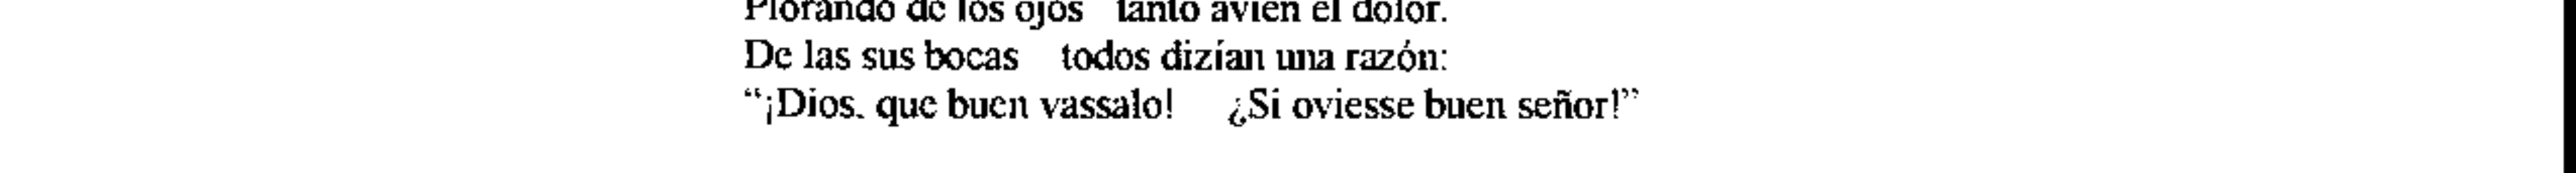 Plorando de los ojos tanto avien el dolor.
De las sus bocas todos dizían una razón:
“¡Dios, que buen vassalo! ¿Si oviesse buen señor!”